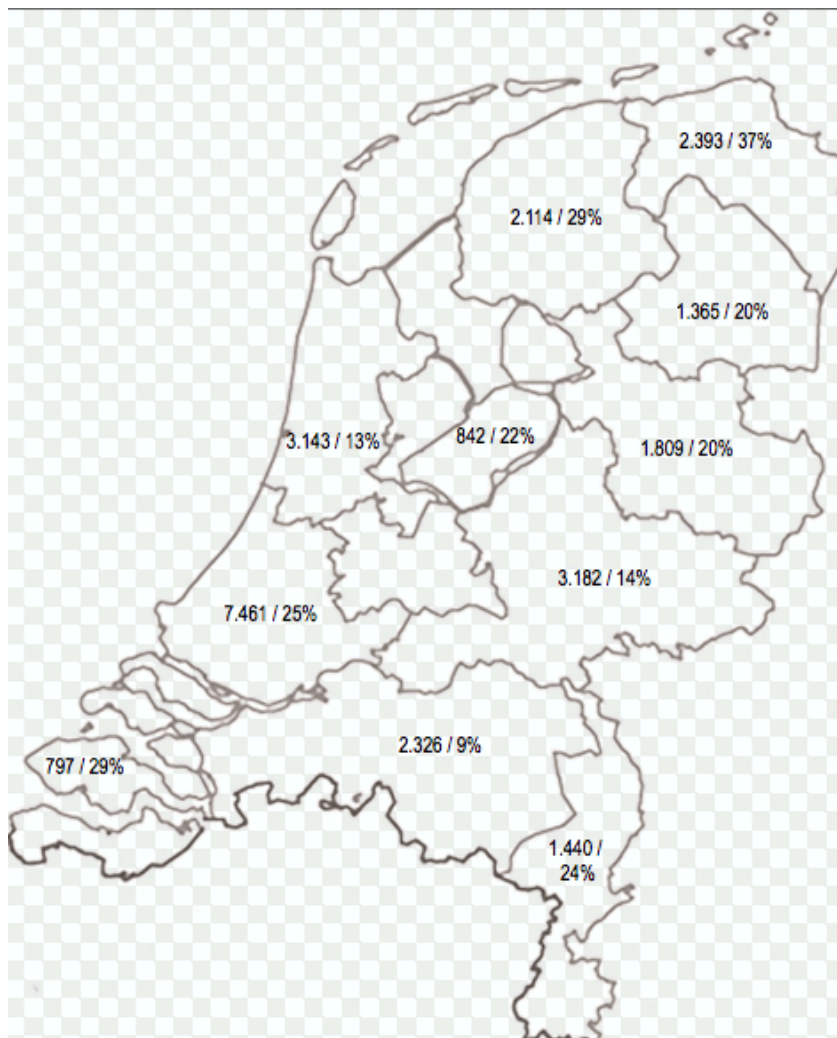 2.393 / 37%
2.114 / 29%
1.365 / 20%
3.143 / 13%
842 / 22%
1.809 / 20%
3.182 / 14%
7.461 / 25%
2.326 / 9%
797 / 29%
1.440 /
24%